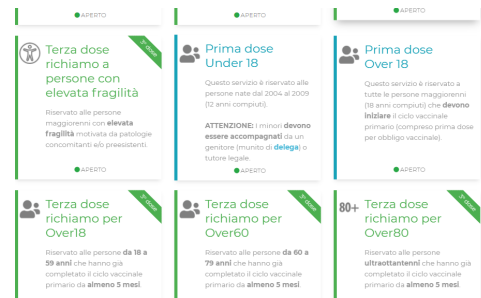 APERTO
APERTO
APERTO
3ª dose
Terza dose
richiamo a
persone con
elevata fragilità
Riservato alle persone
maggiorenni con elevata
fragilità motivata da patologie
concomitanti e/o preesistenti.
APERTO
Prima dose
Under 18
Questo servizio è riservato alle
persone nate dal 2004 al 2009
(12 anni compiuti).
ATTENZIONE: i minori devono
essere accompagnati da un
genitore (munito di delega) o
tutore legale.
APERTO
Prima dose
Over 18
Questo servizio è riservato a
tutte le persone maggiorenni
(18 anni compiuti) che devono
iniziare il ciclo vaccinale
primario (compreso prima dose
per obbligo vaccinale).
APERTO
3ª dose
Terza dose
richiamo per
Over18
Riservato alle persone da 18 a
59 anni che hanno già
completato il ciclo vaccinale
primario da almeno 5 mesi.
3ª dose
Terza dose
richiamo per
Over60
Riservato alle persone da 60 a
79 anni che hanno già
completato il ciclo vaccinale
primario da almeno 5 mesi.
3ª dose
80+
Terza dose
richiamo per
Over80
Riservato alle persone
ultraottantenni che hanno già
completato il ciclo vaccinale
primario da almeno 5 mesi.